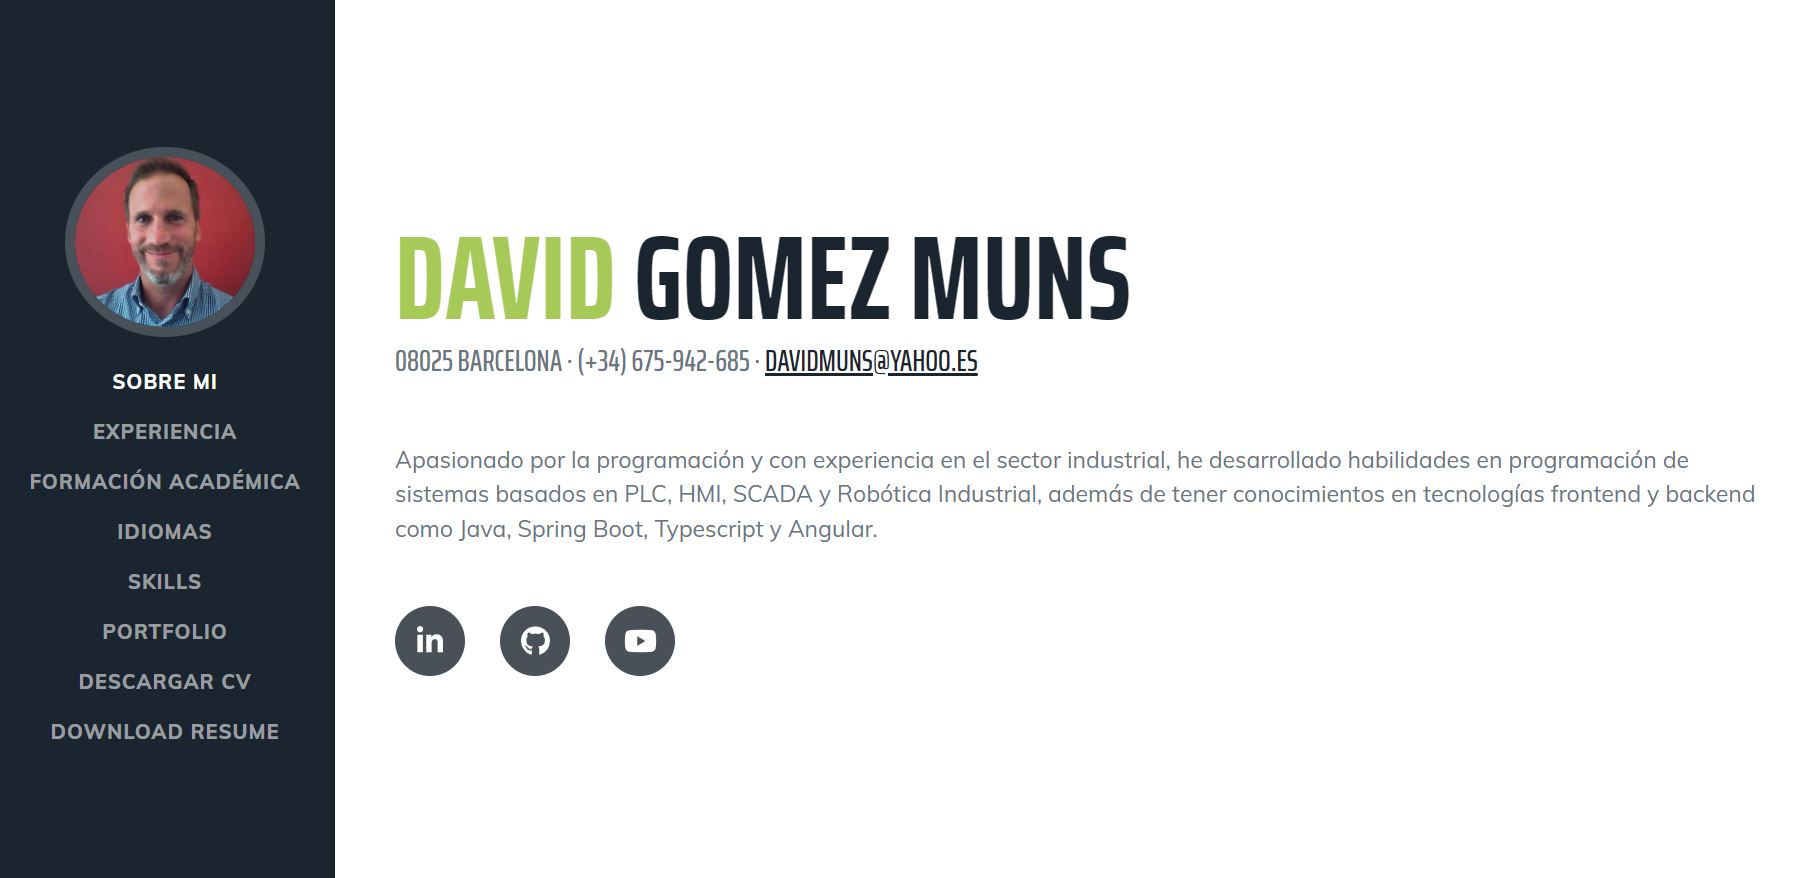 SOBRE MI
EXPERIENCIA
FORMACIÓN ACADÉMICA
IDIOMAS
SKILLS
PORTFOLIO
DESCARGAR CV
DOWNLOAD RESUME
DAVID GOMEZ MUNS
08025 BARCELONA · (+34) 675-942-685 · DAVIDMUNS@YAHOO.ES
Apasionado por la programación y con experiencia en el sector industrial, he desarrollado habilidades en programación de
sistemas basados en PLC, HMI, SCADA y Robótica Industrial, además de tener conocimientos en tecnologías frontend y backend
como Java, Spring Boot, Typescript y Angular.
in